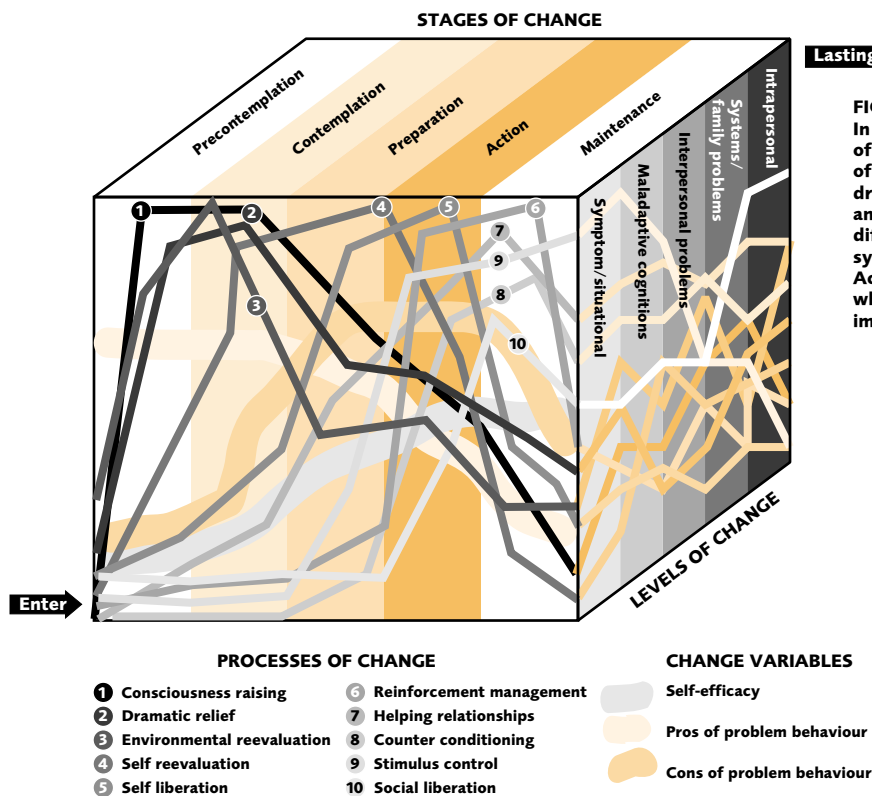 STAGES OF CHANGE
Lasting
Precontemplation
Contemplation
Preparation
Action
Maintenance
Symptom/situational
Maladaptive cognitions
Interpersonal problems
Systems/
family problems
Intrapersonal
FIG
In
of
of
dr
an
dif
sy
Ac
wh
im
1
2
3
4
5
6
7
9
8
10
Enter
LEVELS OF CHANGE
PROCESSES OF CHANGE
1 Consciousness raising
2 Dramatic relief
3 Environmental reevaluation
4 Self reevaluation
5 Self liberation
6 Reinforcement management
7 Helping relationships
8 Counter conditioning
9 Stimulus control
10 Social liberation
CHANGE VARIABLES
Self-efficacy
Pros of problem behaviour
Cons of problem behaviour